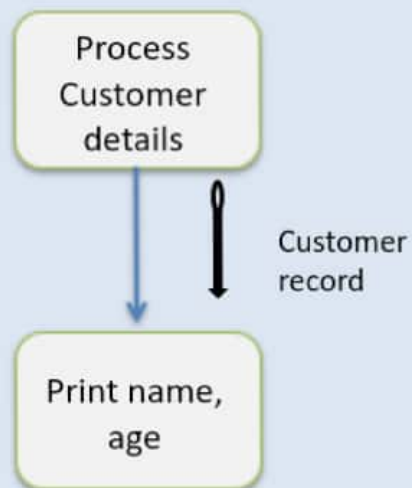 Process
Customer
details
Customer
record
Print name,
age